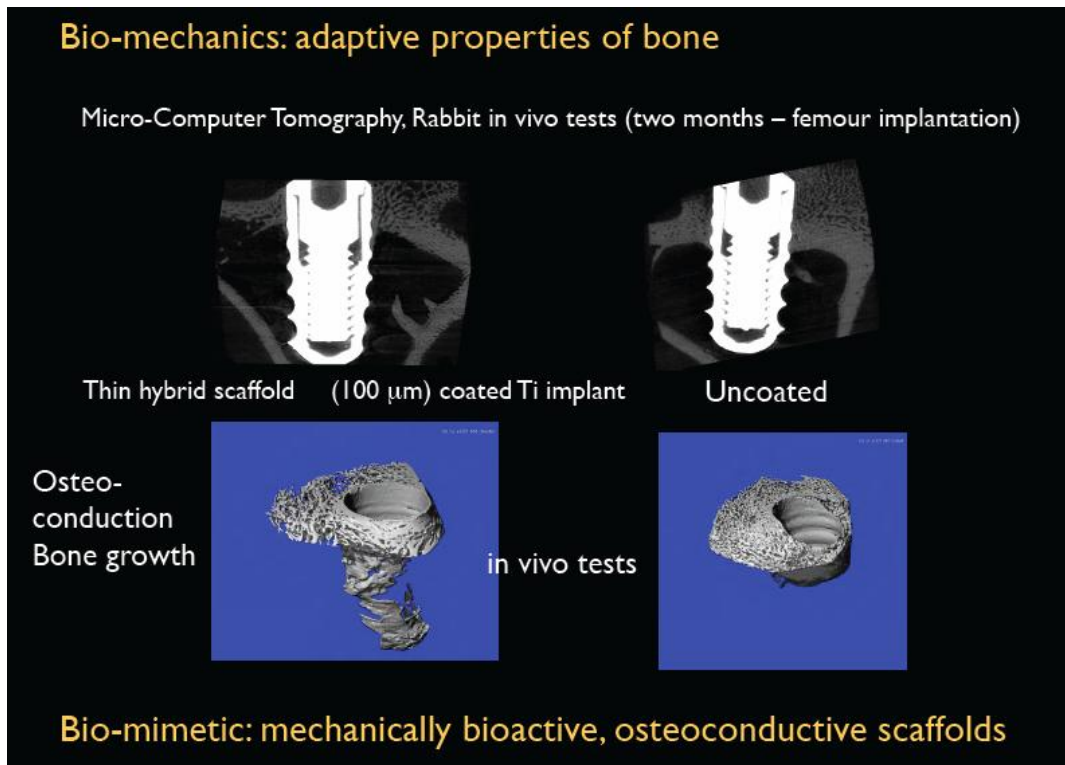 Bio-mechanics: adaptive properties of bone
Micro-Computer Tomography, Rabbit in vivo tests (two months – femour implantation)
Thin hybrid scaffold (100 μm) coated Ti implant
Uncoated
Osteo-
conduction
Bone growth
in vivo tests
Bio-mimetic: mechanically bioactive, osteoconductive scaffolds